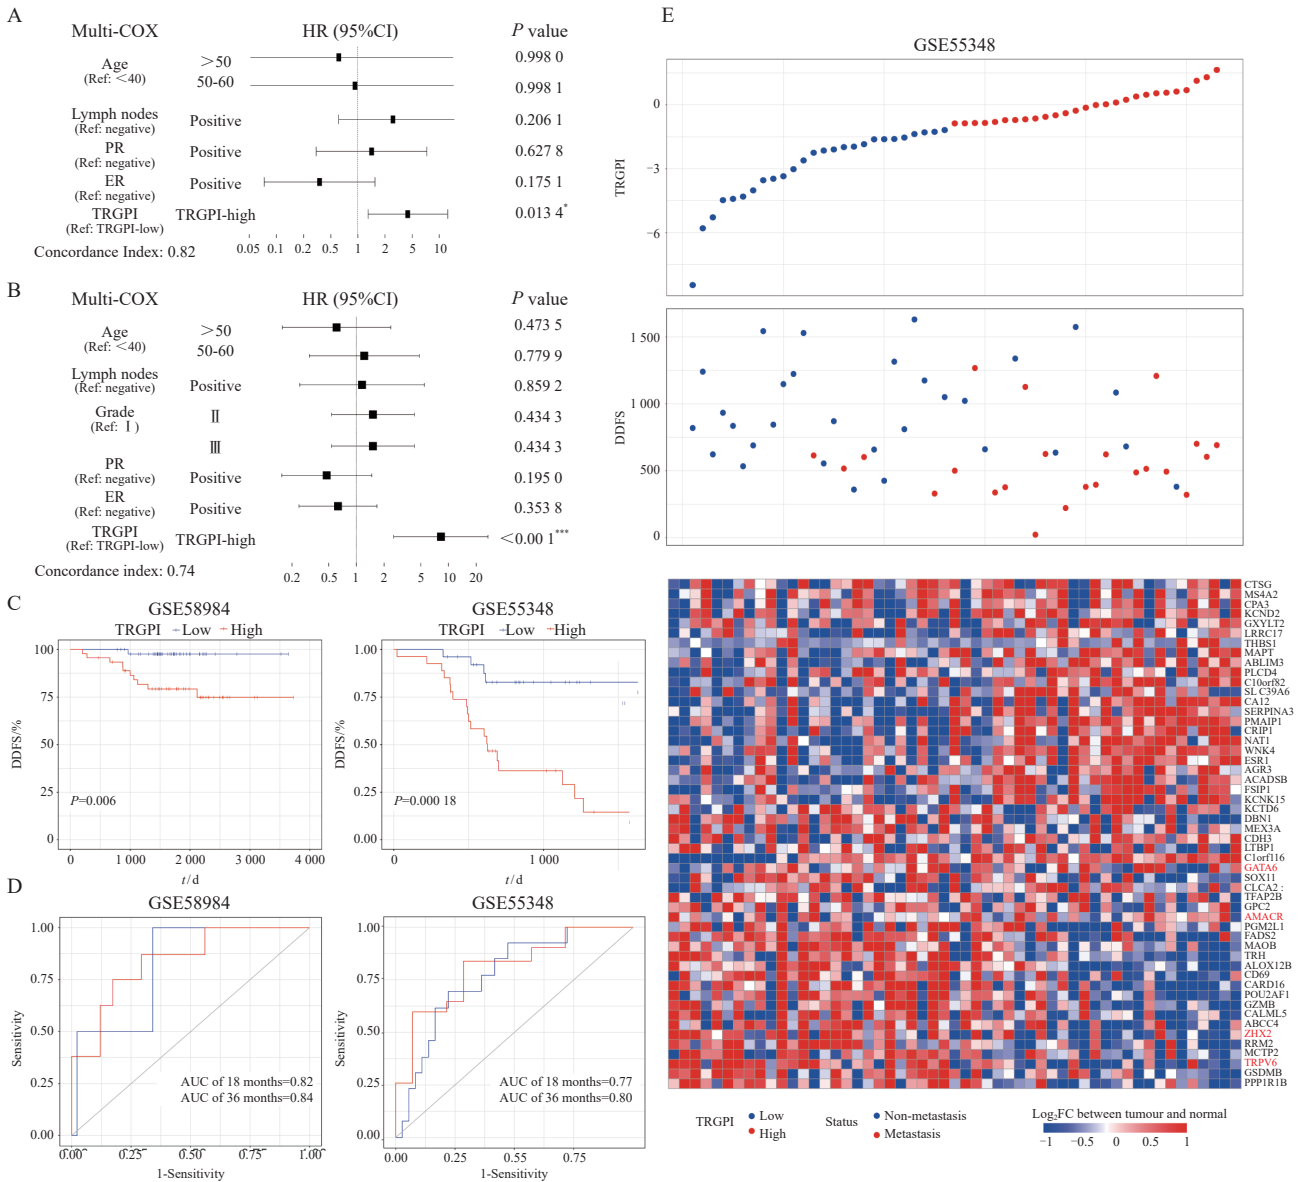 A
Multi-COX HR (95%CI) P value
Age
(Ref: <40)
>50 0.998 0
50-60 0.998 1
Lymph nodes
(Ref: negative)
Positive 0.206 1
PR
(Ref: negative)
Positive 0.627 8
ER
(Ref: negative)
Positive 0.175 1
TRGPI
(Ref: TRGPI-low)
TRGPI-high 0.013 4*
0.05 0.1 0.2 0.5 1 2 5 10
Concordance Index: 0.82
B
Multi-COX HR (95%CI) P value
Age
(Ref: <40)
>50 0.473 5
50-60 0.779 9
Lymph nodes
(Ref: negative)
Positive 0.859 2
Grade
(Ref: Ⅰ)
Ⅱ 0.434 3
Ⅲ 0.434 3
PR
(Ref: negative)
Positive 0.195 0
ER
(Ref: negative)
Positive 0.353 8
TRGPI
(Ref: TRGPI-low)
TRGPI-high <0.00 1***
0.2 0.5 1 2 5 10 20
Concordance index: 0.74
C
GSE58984
TRGPI Low High
DDFS/%
100
75
50
25
0
P=0.006
0 1 000 2 000 3 000 4 000
t/d
GSE55348
TRGPI Low High
DDFS/%
1.00
0.75
0.50
0.25
0.00
P=0.000 18
0 1 000
t/d
D
GSE58984
Sensitivity
1.00
0.75
0.50
0.25
0.00
AUC of 18 months=0.82
AUC of 36 months=0.84
0.00 0.25 0.50 0.75 1.00
1-Sensitivity
GSE55348
Sensitivity
1.00
0.75
0.50
0.25
0.00
AUC of 18 months=0.77
AUC of 36 months=0.80
0.00 0.25 0.75
1-Sensitivity
E
GSE55348
TRGPI
0
−3
−6
DDFS
1 500
1 000
500
0
CTSG
MS4A2
CPA3
KCND2
GXYLT2
LRRC17
THBS1
MAPT
ABLIM3
PLCD4
C10orf82
SLC39A6
CA12
SERPINA3
PMAIP1
CRIP1
NAT1
WNK4
ESR1
AGR3
ACADSB
FSIP1
KCNK15
KCTD6
DBN1
MEX3A
CDH3
LTBP1
C1orf116
GATA6
SOX11
CLCA2 :
TFAP2B
GPC2
AMACR
PGM2L1
FADS2
MAOB
TRH
ALOX12B
CD69
CARD16
POU2AF1
GZMB
CALML5
ABCC4
ZHX2
RRM2
MCTP2
TRPV6
GSDMB
PPP1R1B
TRGPI Low High
Status Non-metastasis Metastasis
Log₂FC between tumour and normal
−1 −0.5 0 0.5 1